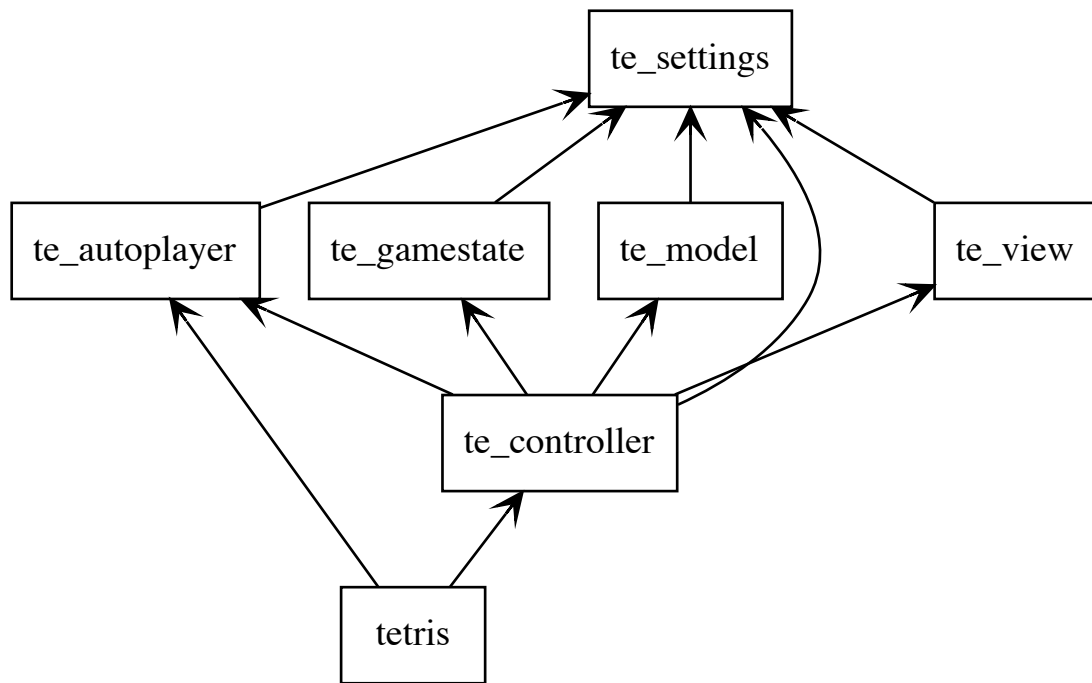 te_settings
te_autoplayer
te_gamestate
te_model
te_view
te_controller
tetris